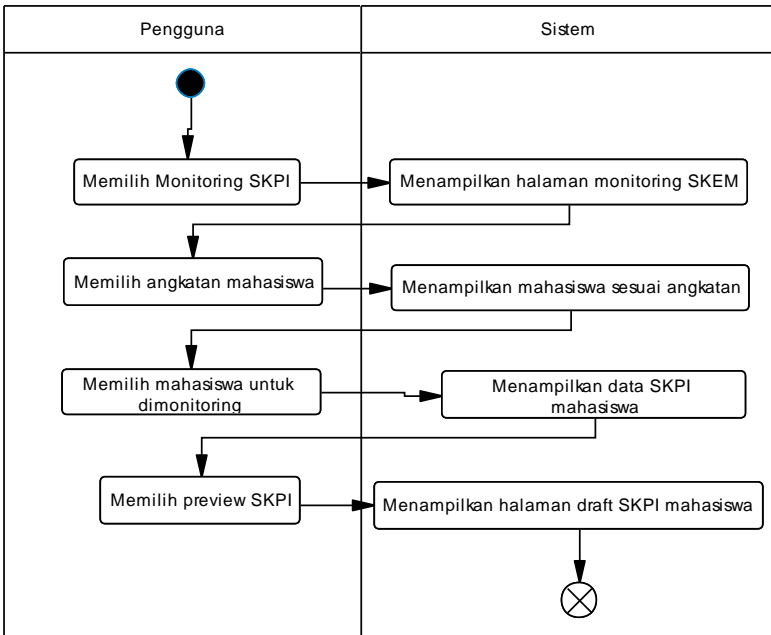 Pengguna
Sistem
Memilih Monitoring SKPI
Menampilkan halaman monitoring SKEM
Memilih angkatan mahasiswa
Menampilkan mahasiswa sesuai angkatan
Memilih mahasiswa untuk
dimonitoring
Menampilkan data SKPI
mahasiswa
Memilih preview SKPI
Menampilkan halaman draft SKPI mahasiswa